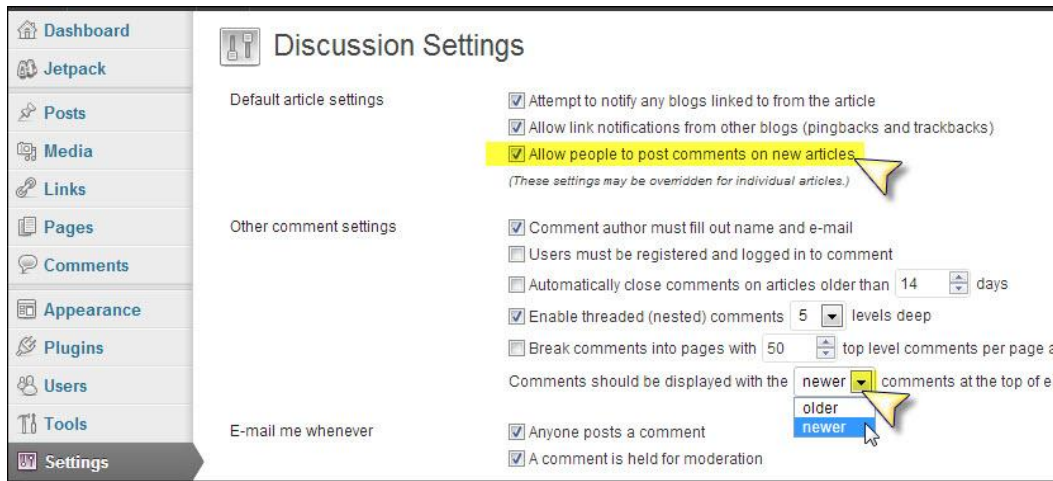 Dashboard
Jetpack
Posts
Media
Links
Pages
Comments
Appearance
Plugins
Users
Tools
Settings
Discussion Settings
Default article settings
Attempt to notify any blogs linked to from the article
Allow link notifications from other blogs (pingbacks and trackbacks)
Allow people to post comments on new articles
(These settings may be overridden for individual articles.)
Other comment settings
Comment author must fill out name and e-mail
Users must be registered and logged in to comment
Automatically close comments on articles older than 14 days
Enable threaded (nested) comments 5 levels deep
Break comments into pages with 50 top level comments per page a
Comments should be displayed with the newer comments at the top of e
older
newer
E-mail me whenever
Anyone posts a comment
A comment is held for moderation